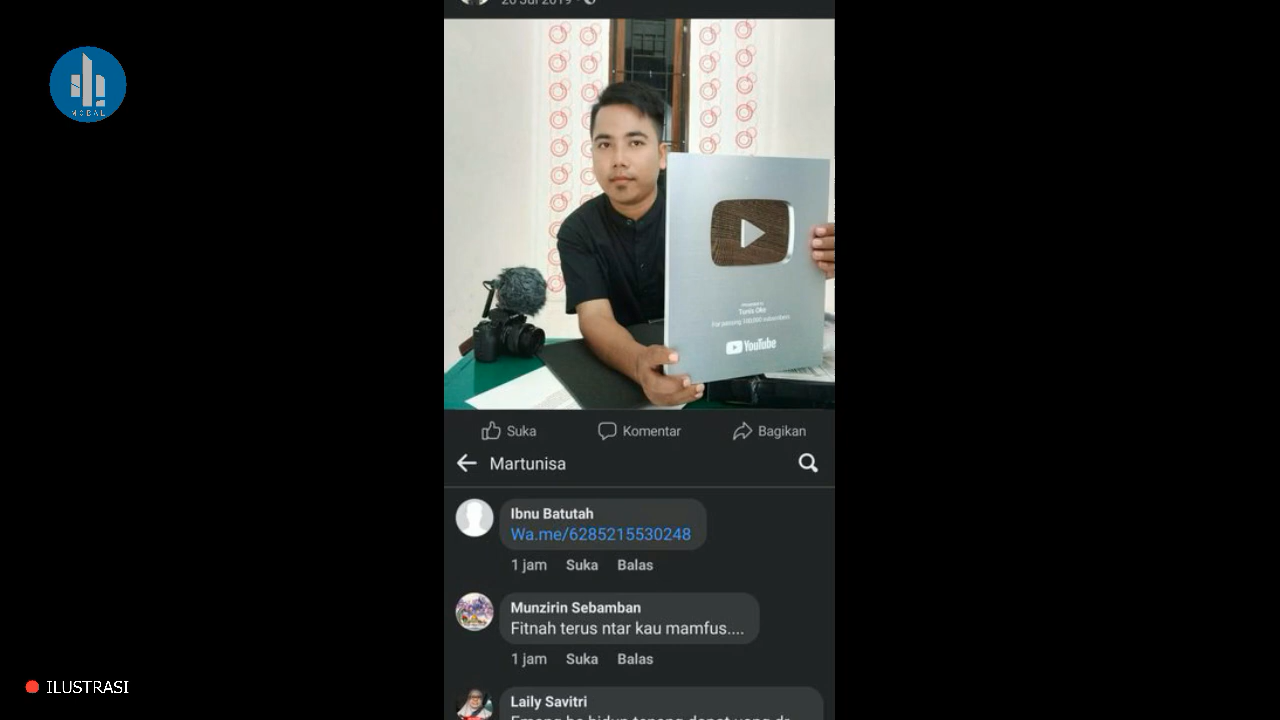 20 Jul 2019
MOBAL
Presented to
Tunis Oke
For passing 100,000 subscribers
YouTube
Suka
Komentar
Bagikan
Martunisa
Ibnu Batutah
Wa.me/6285215530248
1 jam Suka Balas
Munzirin Sebamban
Fitnah terus ntar kau mamfus....
1 jam Suka Balas
Laily Savitri
ILUSTRASI